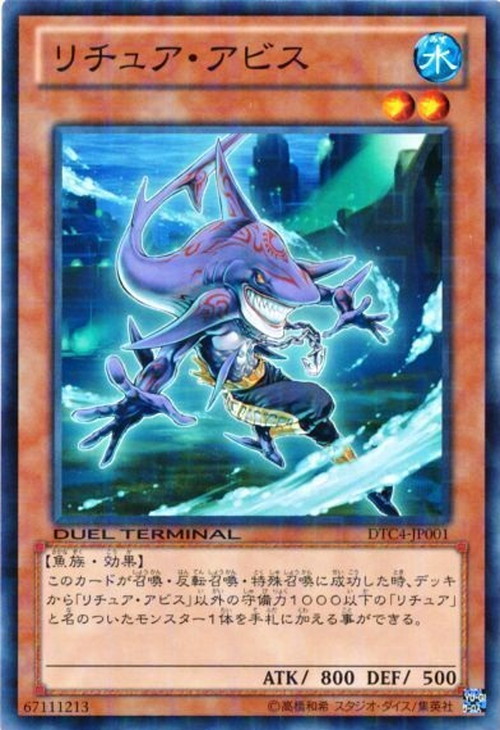 リチュア・アビス
水
DUEL TERMINAL
DTC4-JP001
【魚族・効果】
このカードが召喚・反転召喚・特殊召喚に成功した時、デッキ
から「リチュア・アビス」以外の守備力1000以下の「リチュア」
と名のついたモンスター1体を手札に加える事ができる。
ATK/ 800 DEF/ 500
67111213
©高橋和希 スタジオ・ダイス/集英社